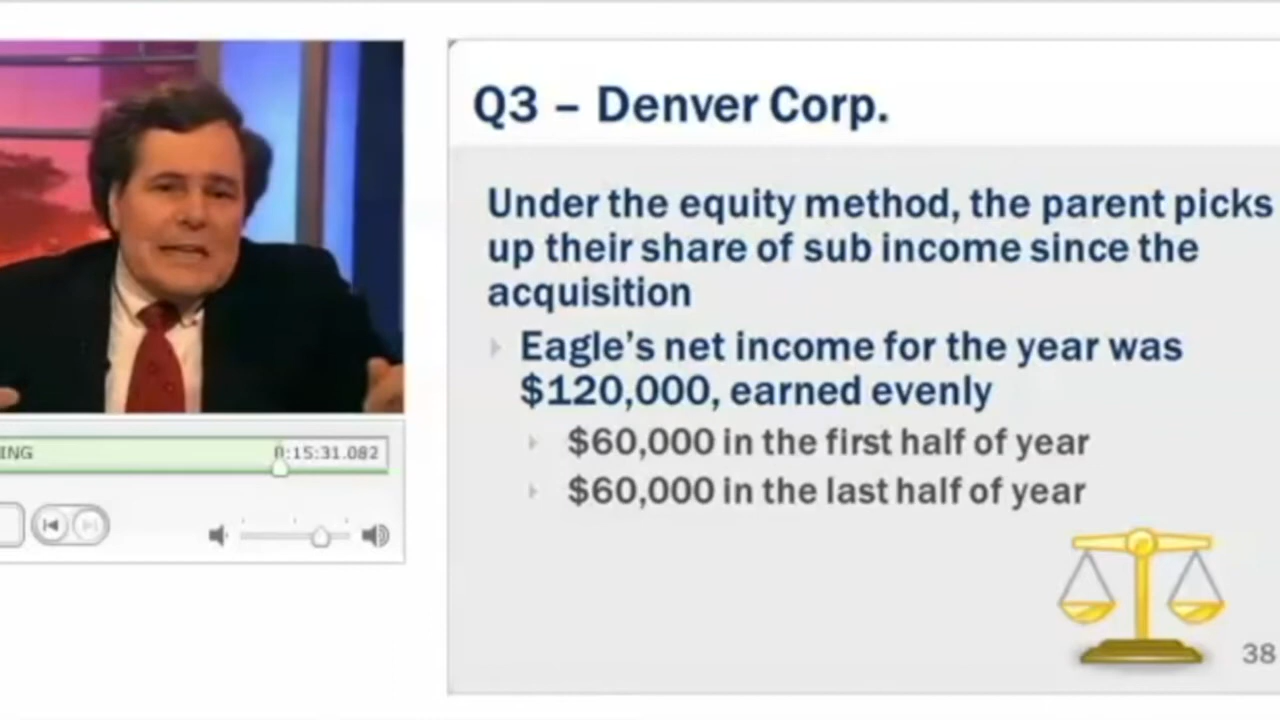 Q3 – Denver Corp.
Under the equity method, the parent picks
up their share of sub income since the
acquisition
Eagle's net income for the year was
$120,000, earned evenly
$60,000 in the first half of year
$60,000 in the last half of year
38
ING
0:15:31.082